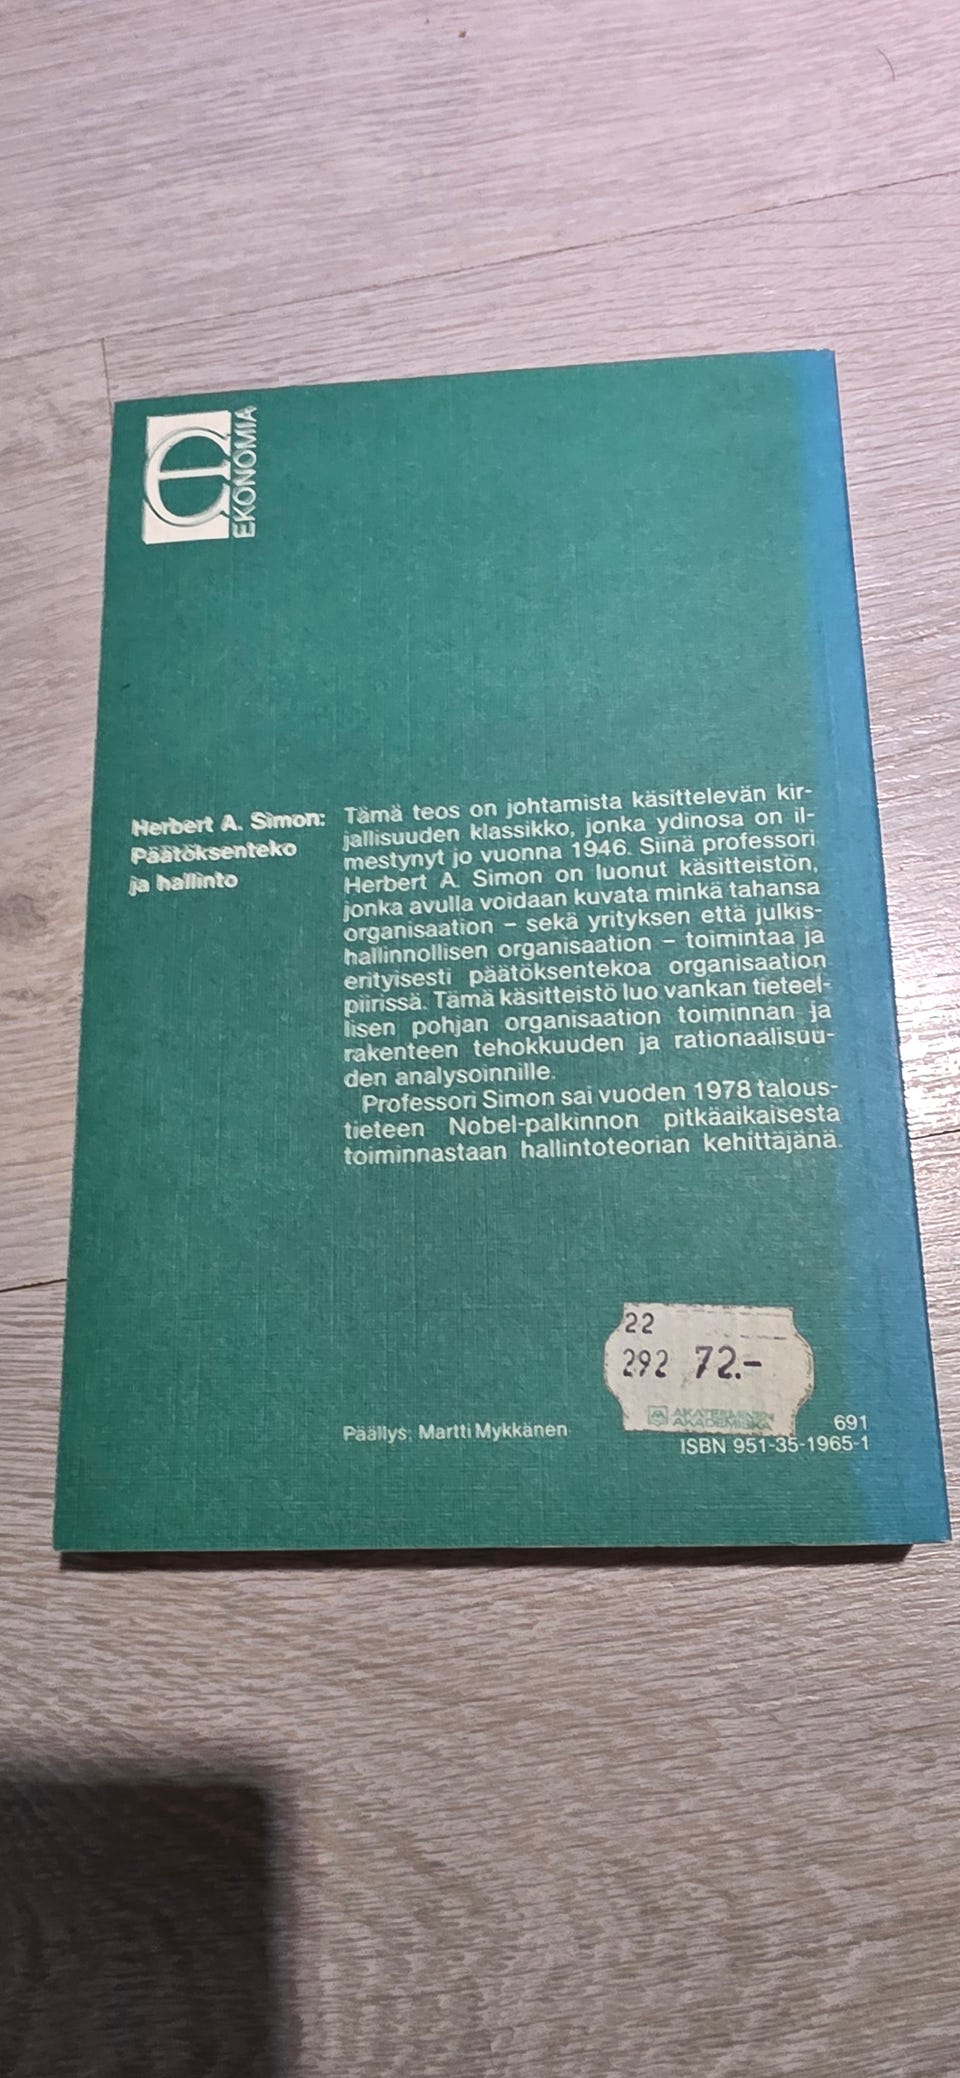 EKONOMIA
Herbert A. Simon:
Päätöksenteko
ja hallinto
Tämä teos on johtamista käsittelevän kir-
jallisuuden klassikko, jonka ydinosa on il-
mestynyt jo vuonna 1946. Siinä professori
Herbert A. Simon on luonut käsitteistön,
jonka avulla voidaan kuvata minkä tahansa
organisaation – sekä yrityksen että julkis-
hallinnollisen organisaation – toimintaa ja
erityisesti päätöksentekoa organisaation
piirissä. Tämä käsitteistö luo vankan tieteel-
lisen pohjan organisaation toiminnan ja
rakenteen tehokkuuden ja rationaalisuu-
den analysoinnille.
Professori Simon sai vuoden 1978 talous-
tieteen Nobel-palkinnon pitkäaikaisesta
toiminnastaan hallintoteorian kehittäjänä.
22
292 72.-
AKATEEMINEN
AKADEMISKA
Päällys: Martti Mykkänen
691
ISBN 951-35-1965-1